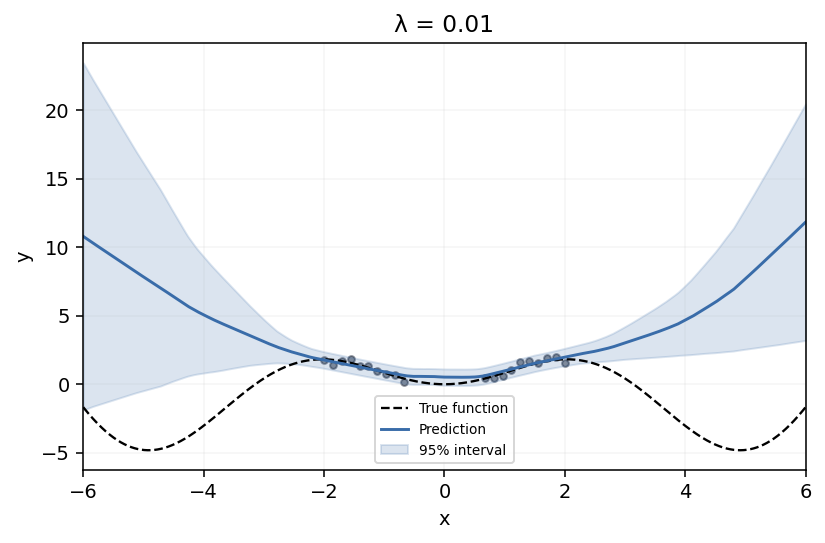 λ = 0.01
y
20
15
10
5
0
−5
True function
Prediction
95% interval
−6
−4
−2
0
2
4
6
x